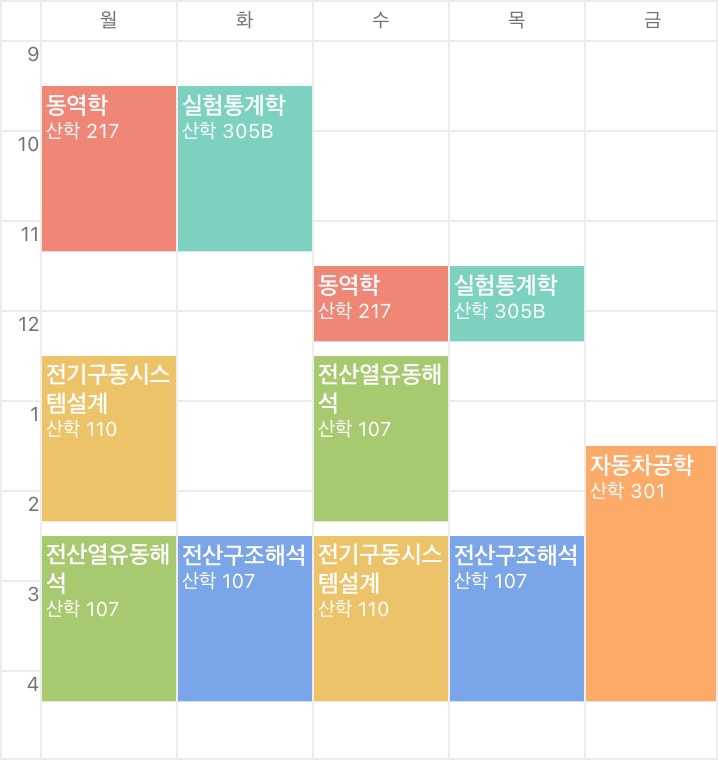 월 화 수 목 금
9
동역학
산학 217
실험통계학
산학 305B
10
11
동역학
산학 217
실험통계학
산학 305B
12
전기구동시스
템설계
산학 110
전산열유동해
석
산학 107
1
자동차공학
산학 301
2
전산열유동해
석
산학 107
전산구조해석
산학 107
전기구동시스
템설계
산학 110
전산구조해석
산학 107
3
4